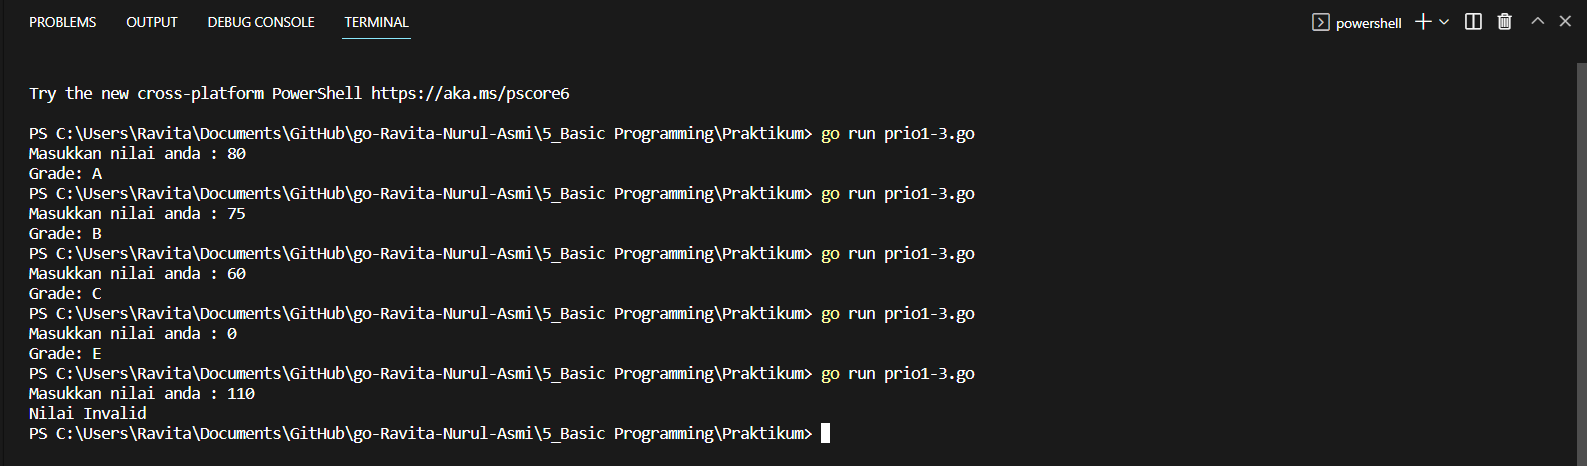 PROBLEMS OUTPUT DEBUG CONSOLE TERMINAL powershell
Try the new cross-platform PowerShell https://aka.ms/pscore6
PS C:\Users\Ravita\Documents\GitHub\go-Ravita-Nurul-Asmi\5_Basic Programming\Praktikum> go run prio1-3.go
Masukkan nilai anda : 80
Grade: A
PS C:\Users\Ravita\Documents\GitHub\go-Ravita-Nurul-Asmi\5_Basic Programming\Praktikum> go run prio1-3.go
Masukkan nilai anda : 75
Grade: B
PS C:\Users\Ravita\Documents\GitHub\go-Ravita-Nurul-Asmi\5_Basic Programming\Praktikum> go run prio1-3.go
Masukkan nilai anda : 60
Grade: C
PS C:\Users\Ravita\Documents\GitHub\go-Ravita-Nurul-Asmi\5_Basic Programming\Praktikum> go run prio1-3.go
Masukkan nilai anda : 0
Grade: E
PS C:\Users\Ravita\Documents\GitHub\go-Ravita-Nurul-Asmi\5_Basic Programming\Praktikum> go run prio1-3.go
Masukkan nilai anda : 110
Nilai Invalid
PS C:\Users\Ravita\Documents\GitHub\go-Ravita-Nurul-Asmi\5_Basic Programming\Praktikum>